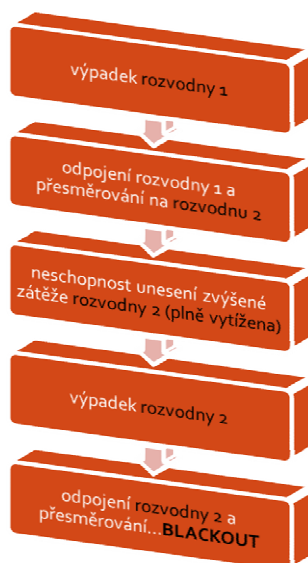 výpadek rozvodny 1
odpojení rozvodny 1 a
přesměrování na rozvodnu 2
neschopnost unesení zvýšené
zátěže rozvodny 2 (plně vytížena)
výpadek rozvodny 2
odpojení rozvodny 2 a
přesměrování...BLACKOUT